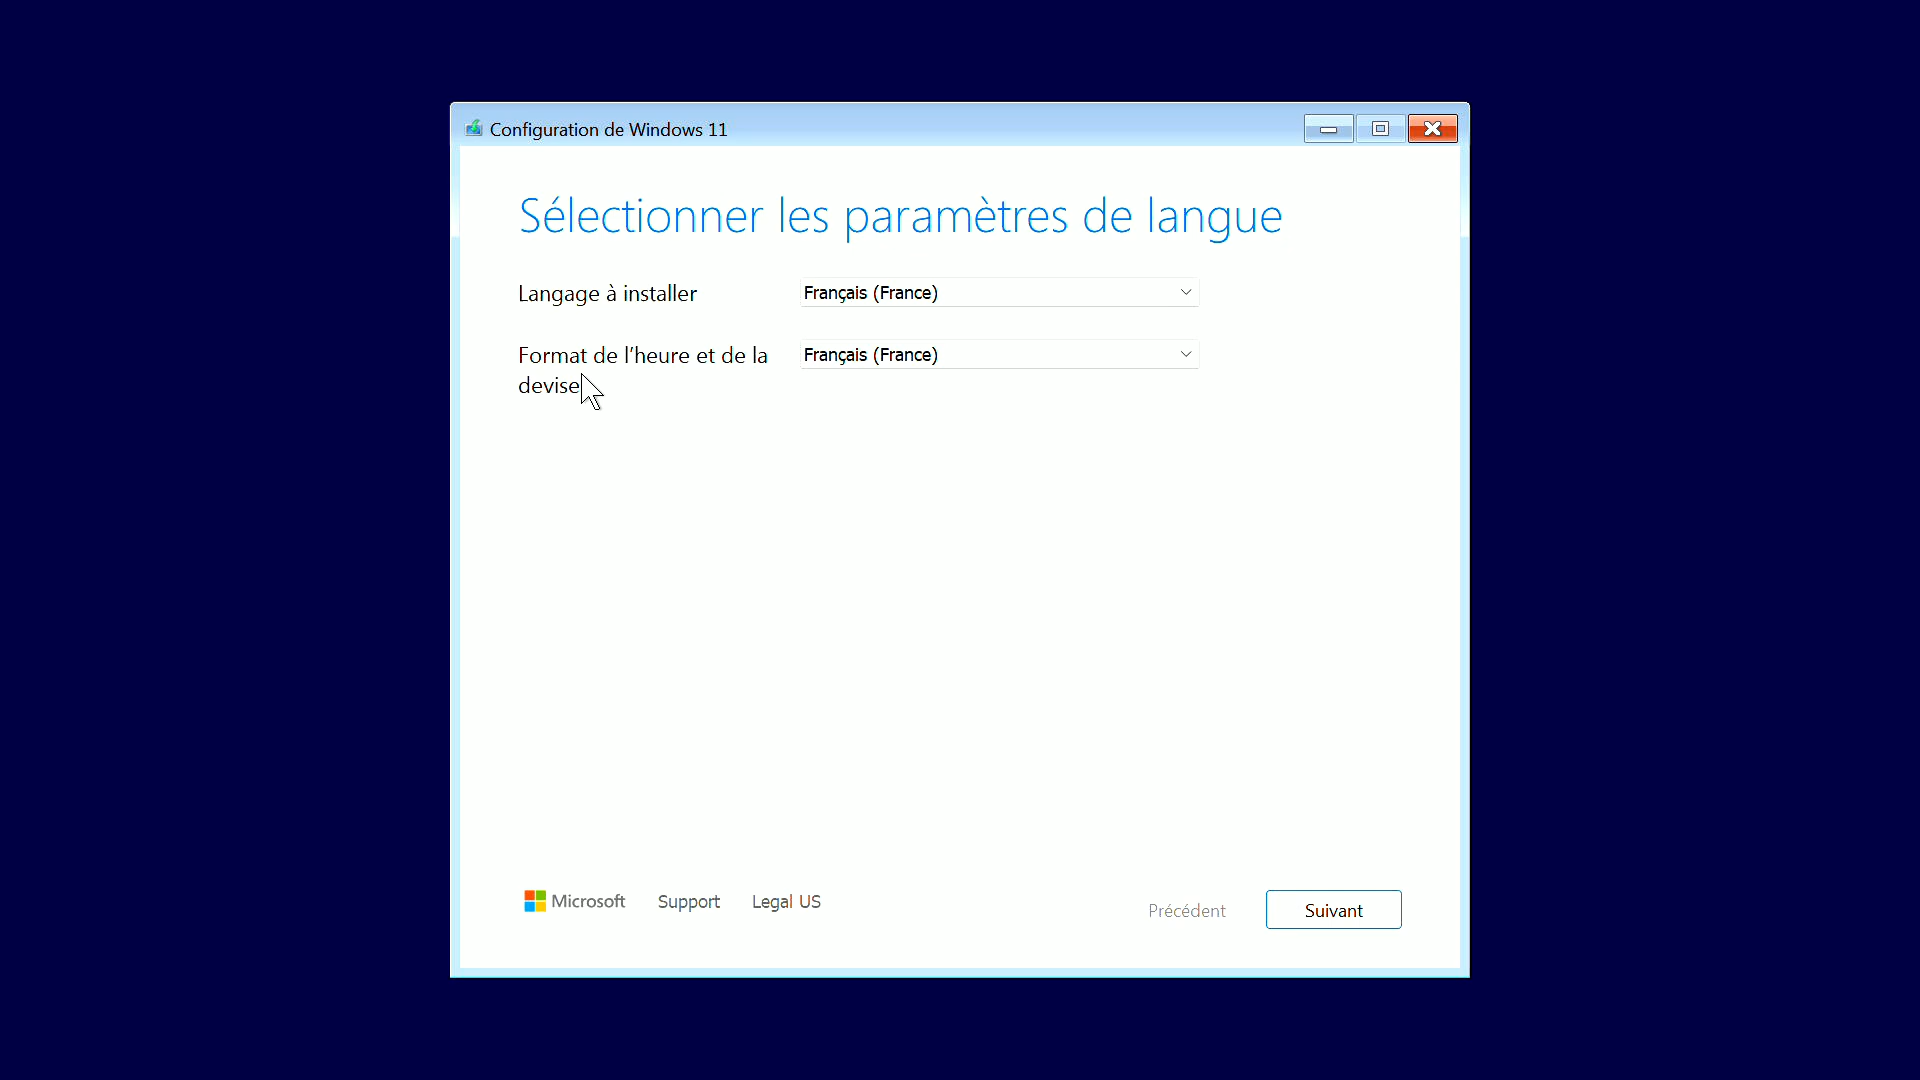 Configuration de Windows 11
Sélectionner les paramètres de langue
Langage à installer
Français (France)
Format de l'heure et de la
devise
Français (France)
Microsoft
Support
Legal US
Précédent
Suivant